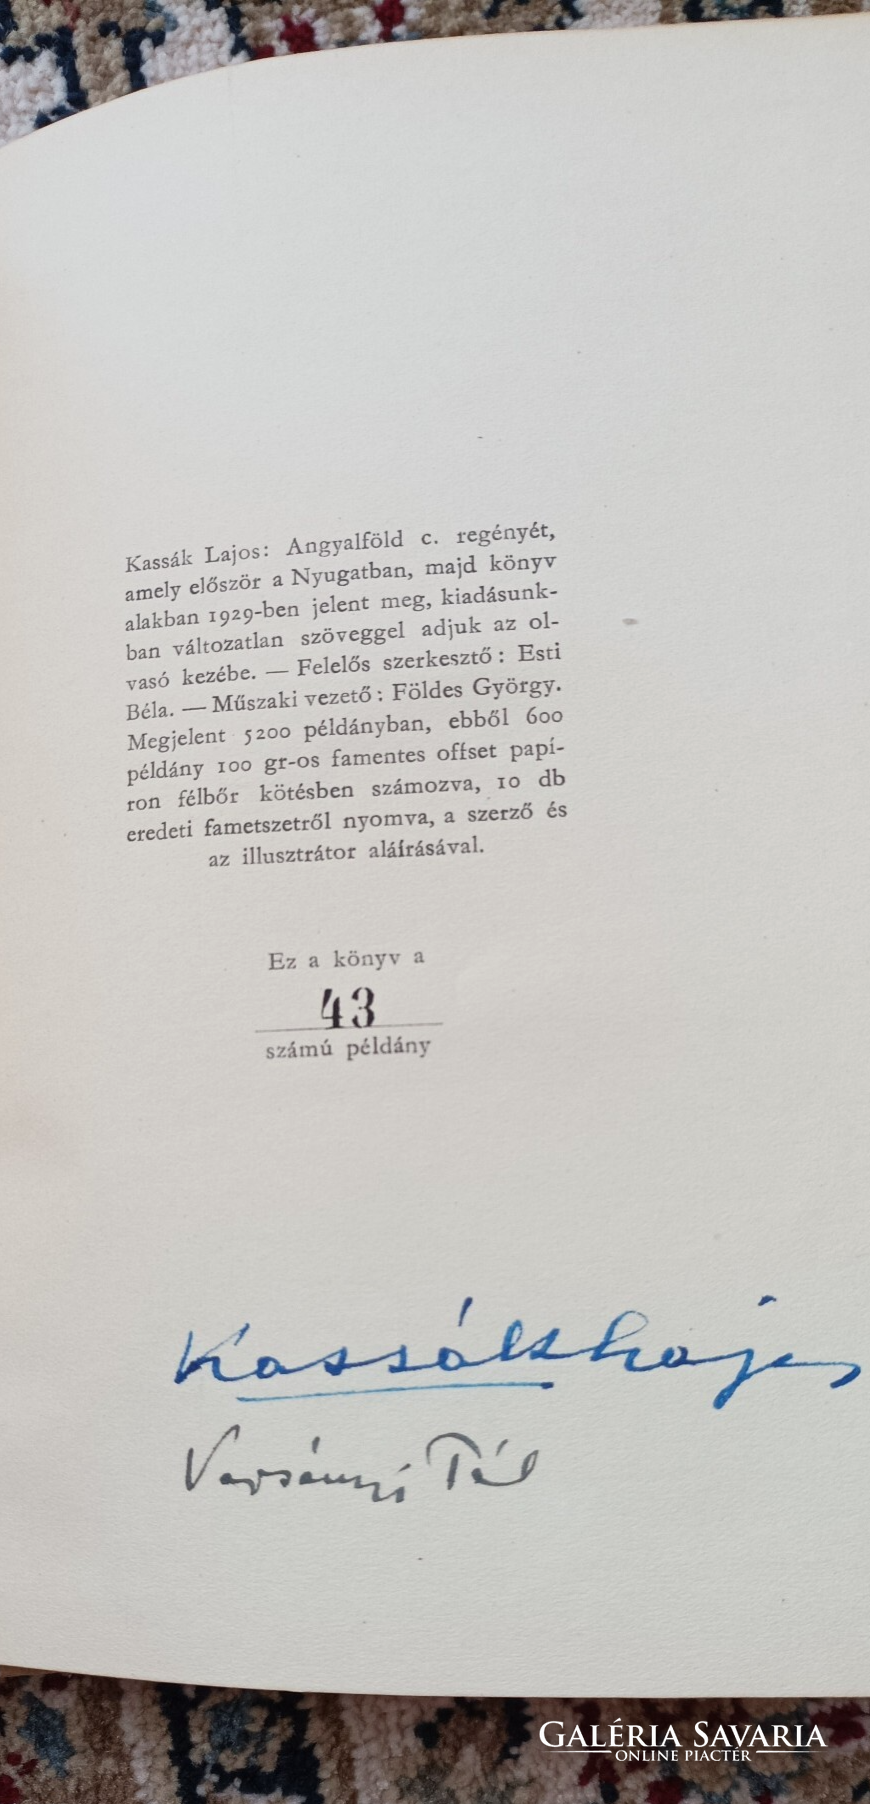 Kassák Lajos: Angyalföld c. regényét,
amely először a Nyugatban, majd könyv
alakban 1929-ben jelent meg, kiadásunk-
ban változatlan szöveggel adjuk az ol-
vasó kezébe. — Felelős szerkesztő: Esti
Béla. — Műszaki vezető: Földes György.
Megjelent 5200 példányban, ebből 600
példány 100 gr-os famentes offset papí-
ron félbőr kötésben számozva, 10 db
eredeti fametszetről nyomva, a szerző és
az illusztrátor aláírásával.
Ez a könyv a
43
számú példány
Kassák Lajos
Varsányi Pál
GALÉRIA SAVARIA
ONLINE PIACTÉR